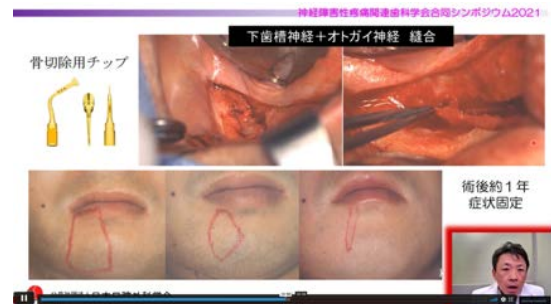 神経障害性疼痛関連歯科学会合同シンポジウム2021
下歯槽神経+オトガイ神経 縫合
骨切除用チップ
術後約1年
症状固定